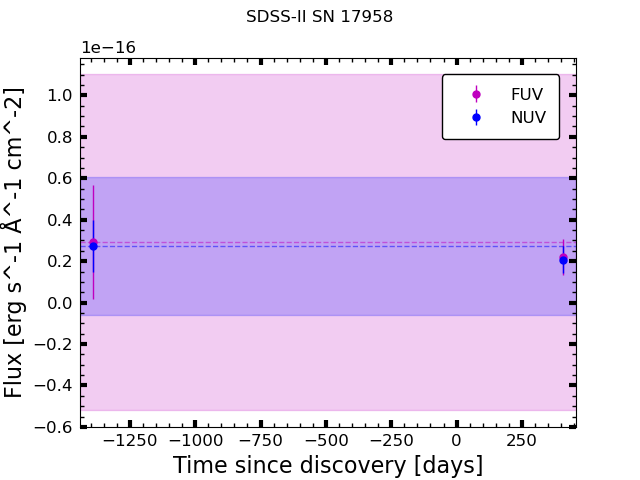 SDSS-II SN 17958
1e−16
FUV
NUV
1.0
0.8
0.6
0.4
0.2
0.0
−0.2
−0.4
−0.6
Flux [erg s^-1 Å^-1 cm^-2]
−1250 −1000 −750 −500 −250 0 250
Time since discovery [days]